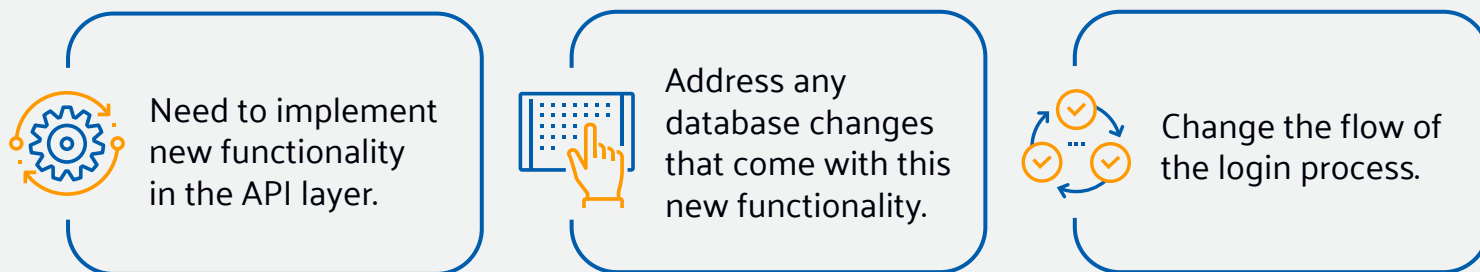 Need to implement
new functionality
in the API layer.
Address any
database changes
that come with this
new functionality.
Change the flow of
the login process.